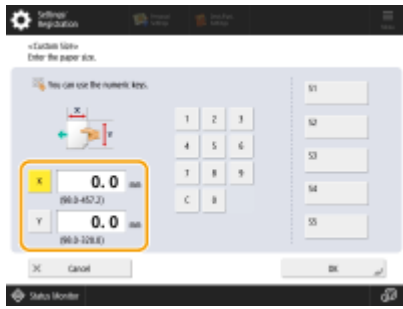 Settings/
Registration
<Custom Size>
Enter the paper size.
You can use the numeric keys.
X
Y
1 2 3
4 5 6
7 8 9
C 0
X 0.0 mm
(98.0-457.2)
Y 0.0 mm
(98.0-320.0)
S1
S2
S3
S4
S5
Cancel
OK
Status Monitor